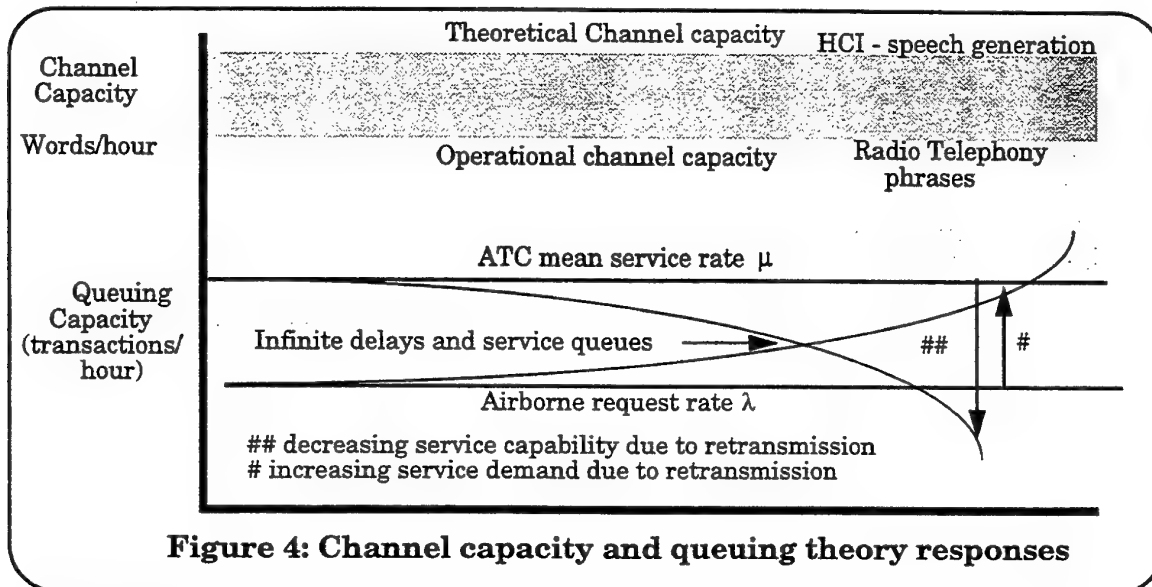 Theoretical Channel capacity
HCI - speech generation
Channel
Capacity
Words/hour
Operational channel capacity
Radio Telephony
phrases
ATC mean service rate μ
Queuing
Capacity
(transactions/
hour)
Infinite delays and service queues
##
#
Airborne request rate λ
## decreasing service capability due to retransmission
# increasing service demand due to retransmission
Figure 4: Channel capacity and queuing theory responses